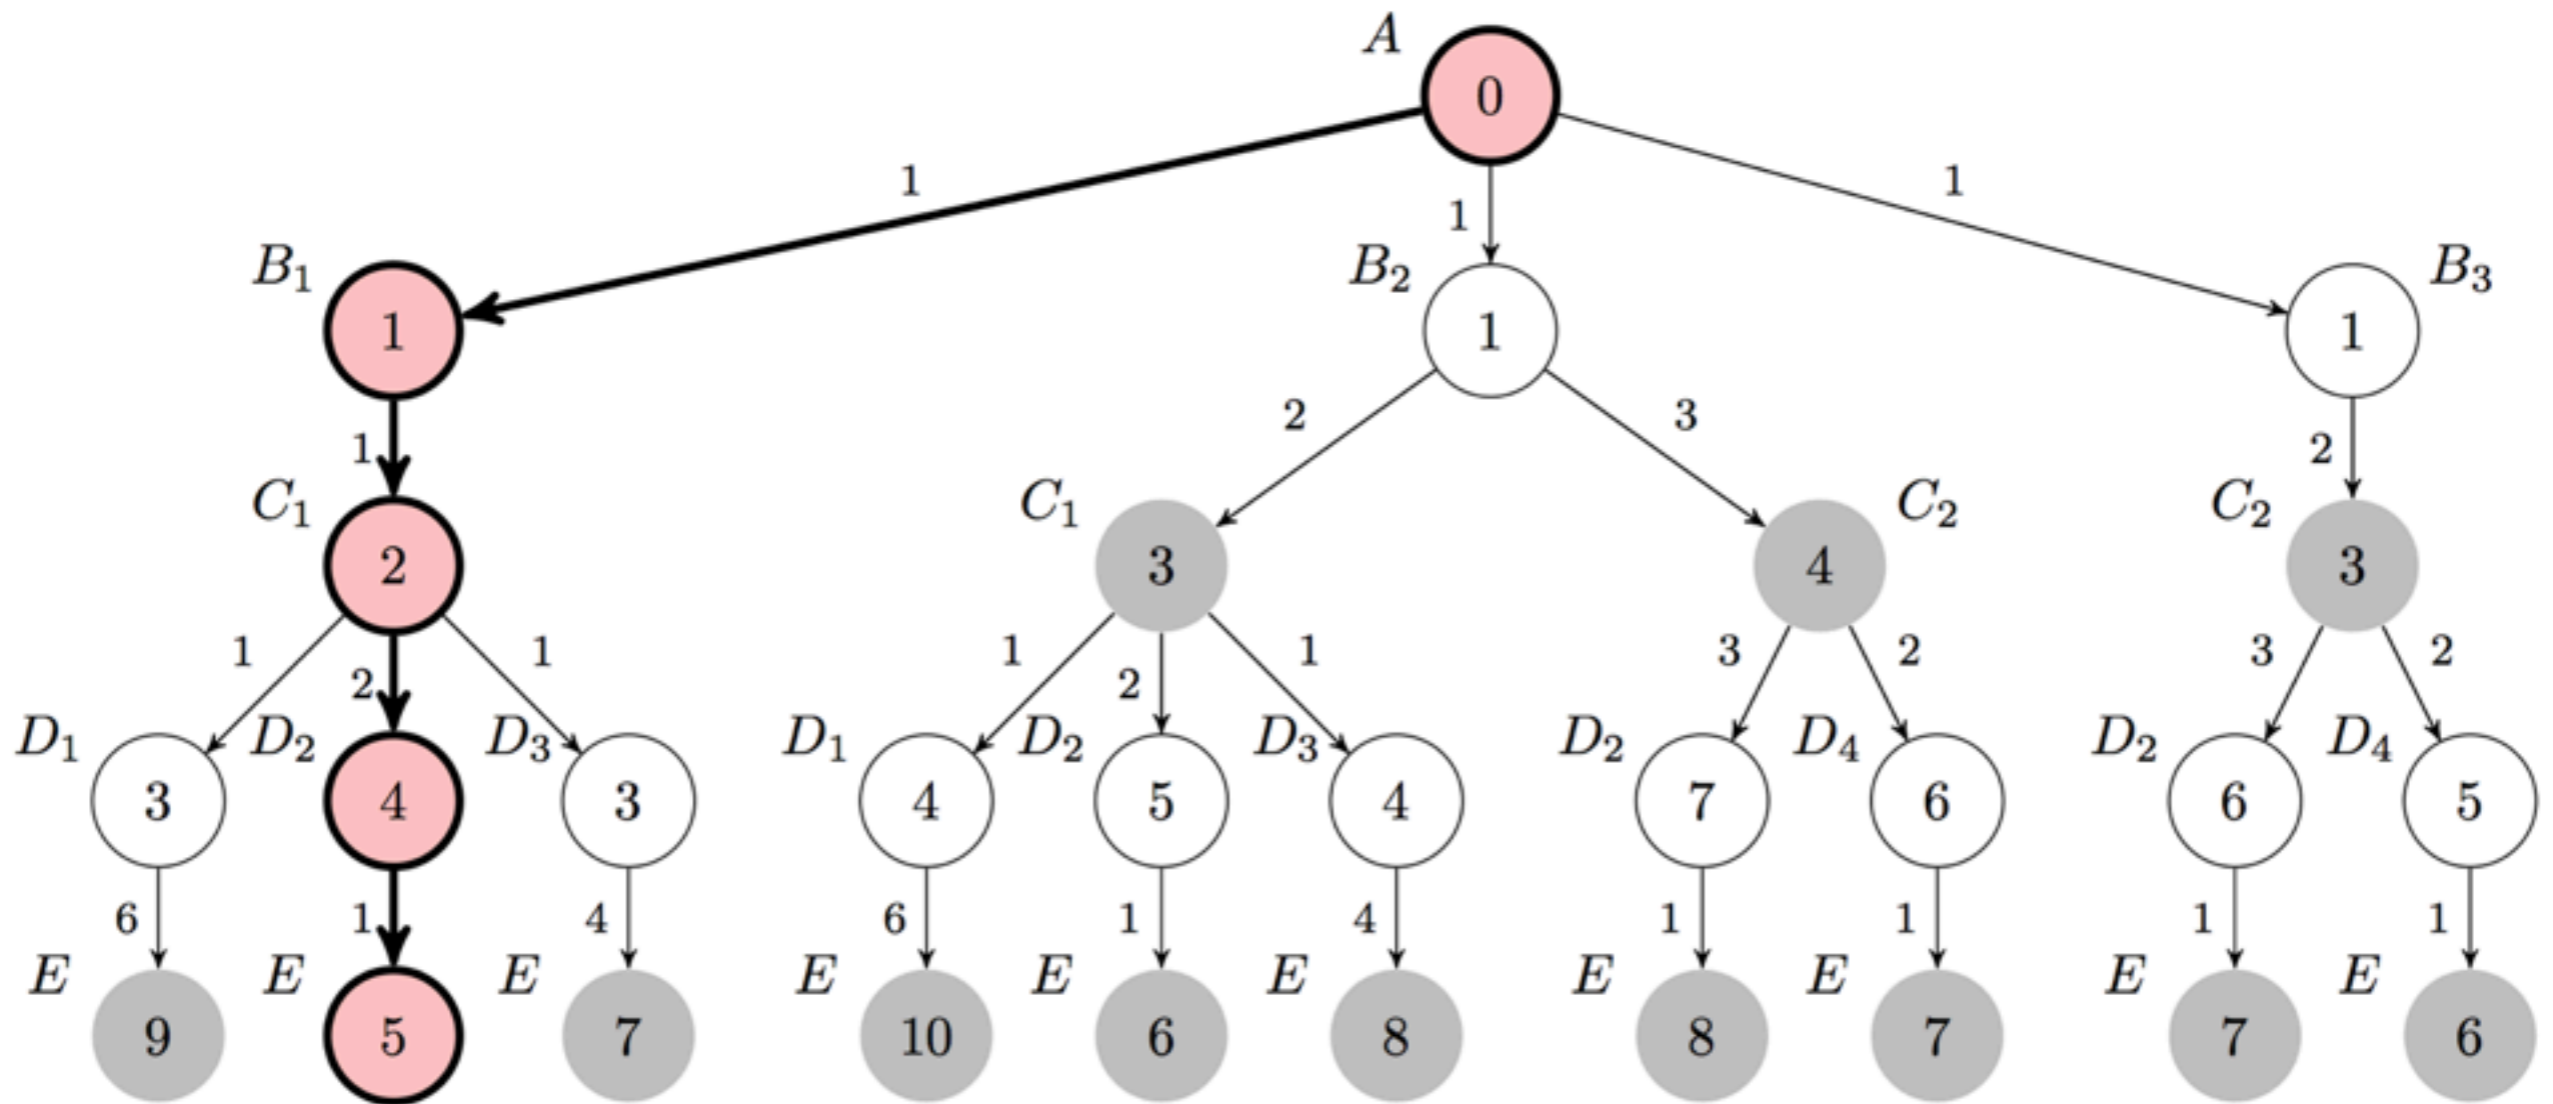 A
0
1 1 1
B₁ 1 B₂ 1 1 B₃
1 2 3 2
C₁ 2 C₁ 3 4 C₂ C₂ 3
1 2 1 1 2 1 3 2 3 2
D₁ 3 D₂ 4 D₃ 3 D₁ 4 D₂ 5 D₃ 4 D₂ 7 D₄ 6 D₂ 6 D₄ 5
6 1 4 6 1 4 1 1 1 1
E 9 E 5 E 7 E 10 E 6 E 8 E 8 E 7 E 7 E 6